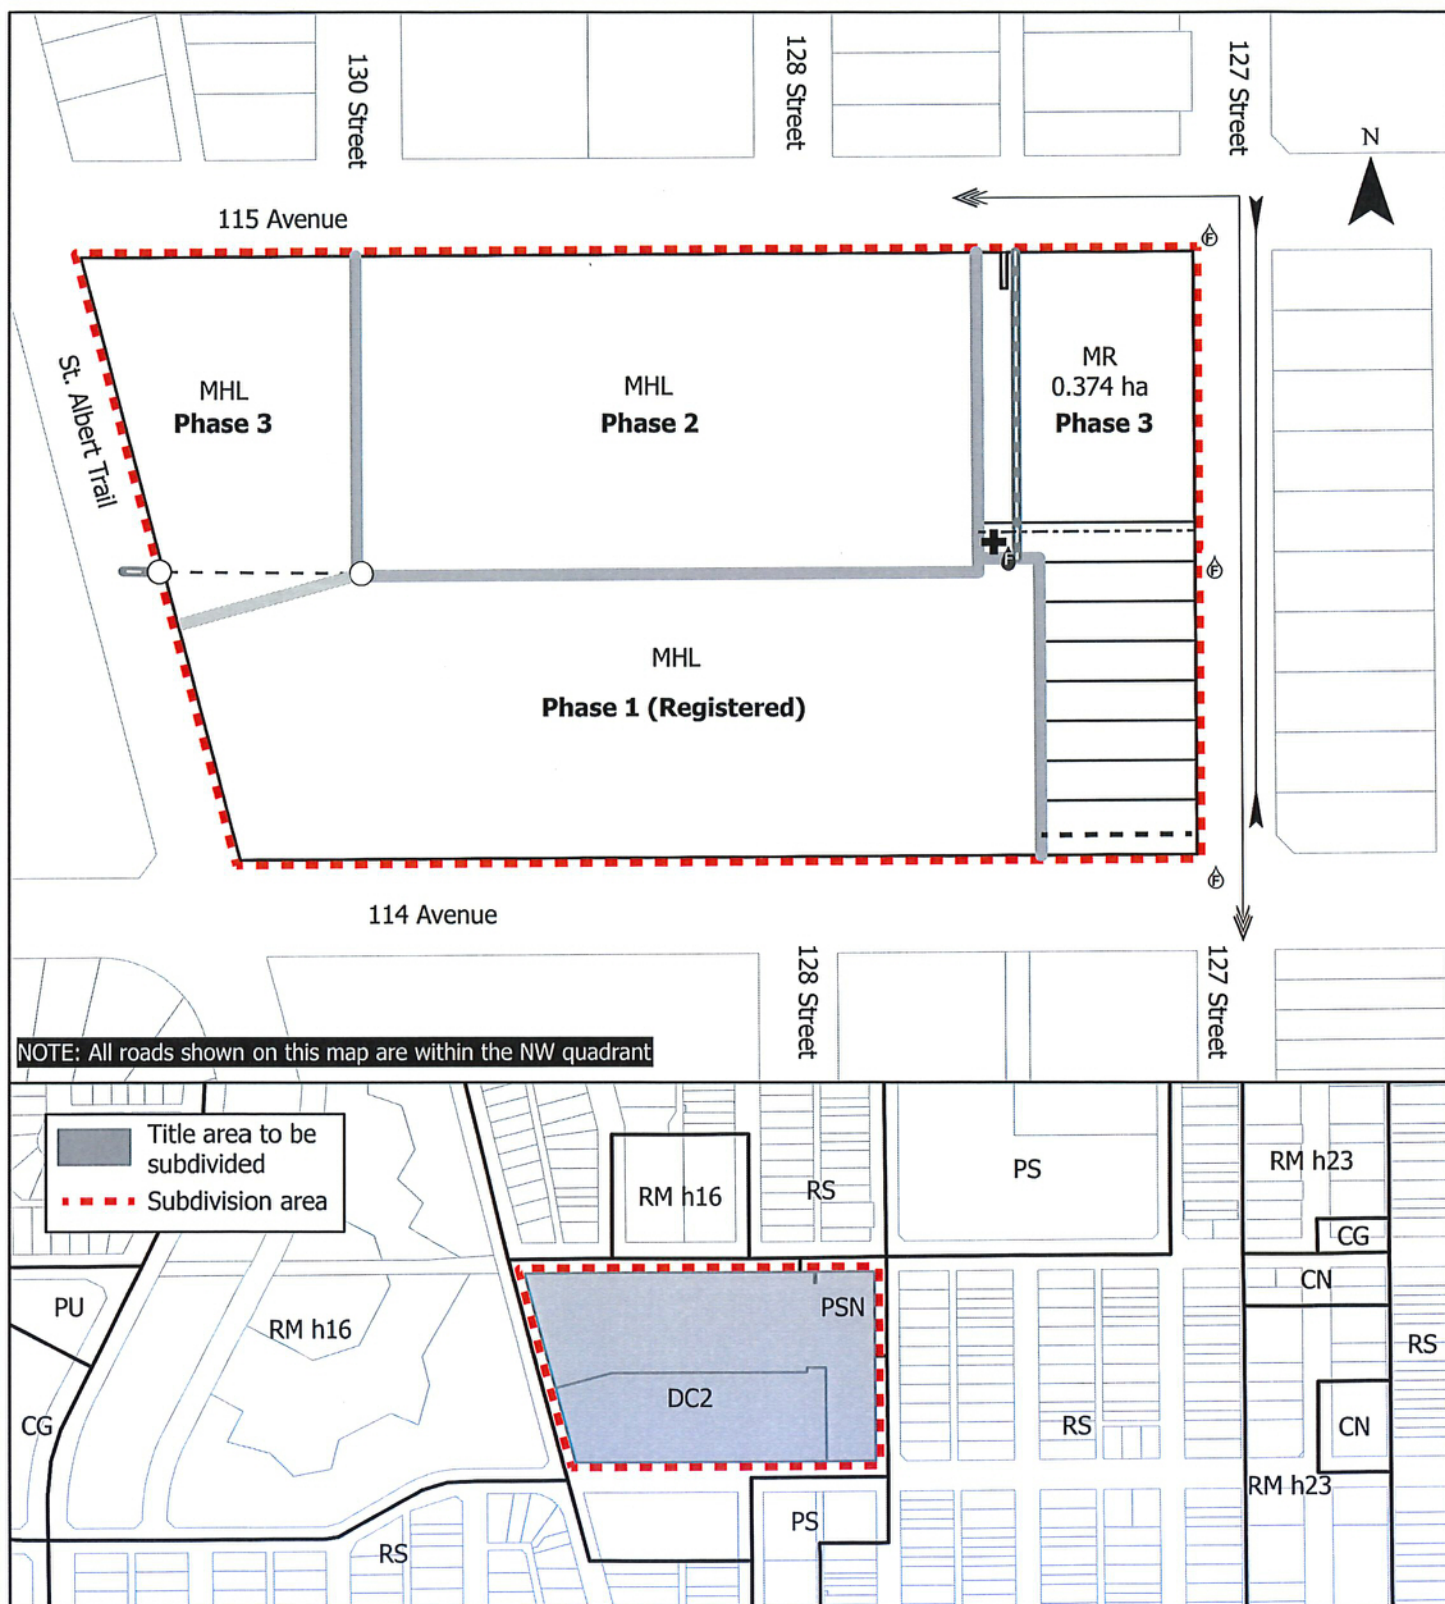 130 Street
128 Street
127 Street
N
115 Avenue
St. Albert Trail
MHL
Phase 3
MHL
Phase 2
MR
0.374 ha
Phase 3
F
F
F
F
MHL
Phase 1 (Registered)
114 Avenue
128 Street
127 Street
NOTE: All roads shown on this map are within the NW quadrant
Title area to be
subdivided
Subdivision area
RM h16
RS
PS
RM h23
CG
CN
PU
RM h16
PSN
RS
CG
DC2
RS
CN
RM h23
PS
RS